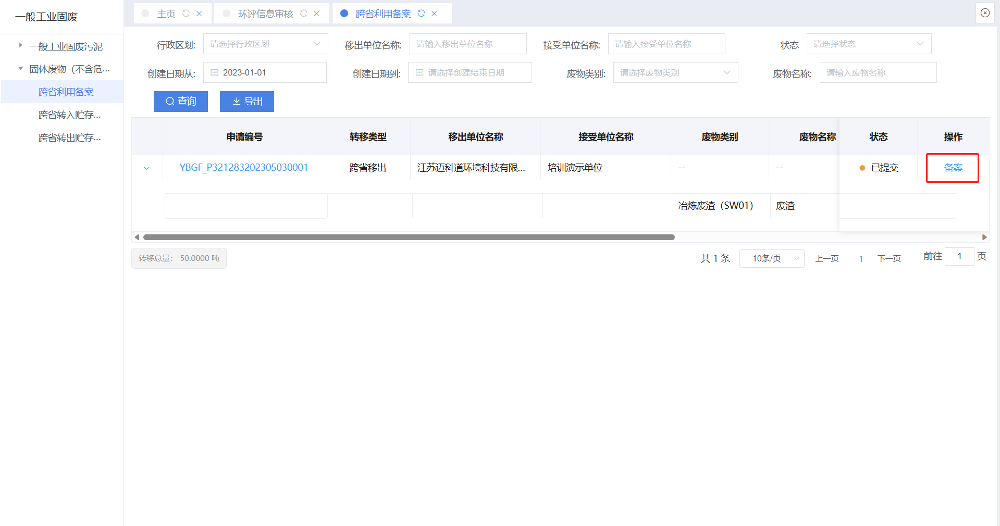 一般工业固废
一般工业固废污泥
固体废物（不含危...
跨省利用备案
跨省转入贮存...
跨省转出贮存...
主页
环评信息审核
跨省利用备案
行政区划: 请选择行政区划
移出单位名称: 请输入移出单位名称
接受单位名称: 请输入接受单位名称
状态 请选择状态
创建日期从: 2023-01-01
创建日期到: 请选择创建结束日期
废物类别: 请选择废物类别
废物名称: 请输入废物名称
查询
导出
申请编号 转移类型 移出单位名称 接受单位名称 废物类别 废物名称 状态 操作
YBGF_P321283202305030001 跨省移出 江苏迈科道环境科技有限... 培训演示单位 -- -- 已提交 备案
冶炼废渣（SW01） 废渣
转移总量： 50.0000 吨
共 1 条 10条/页 上一页 1 下一页 前往 1 页